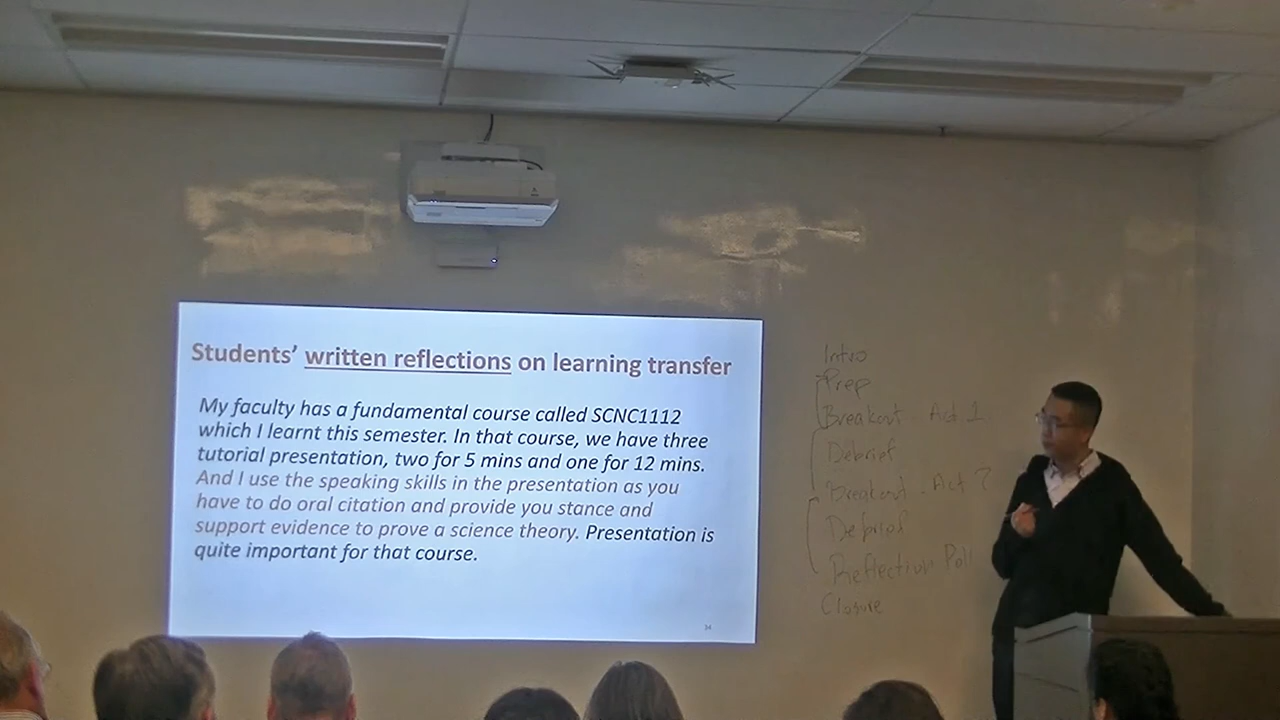 Students' written reflections on learning transfer
My faculty has a fundamental course called SCNC1112
which I learnt this semester. In that course, we have three
tutorial presentation, two for 5 mins and one for 12 mins.
And I use the speaking skills in the presentation as you
have to do oral citation and provide you stance and
support evidence to prove a science theory. Presentation is
quite important for that course.
34
Intro
Prep
Breakout - Act 1
Debrief
Breakout - Act 2
Debrief
Reflection Poll
Closure